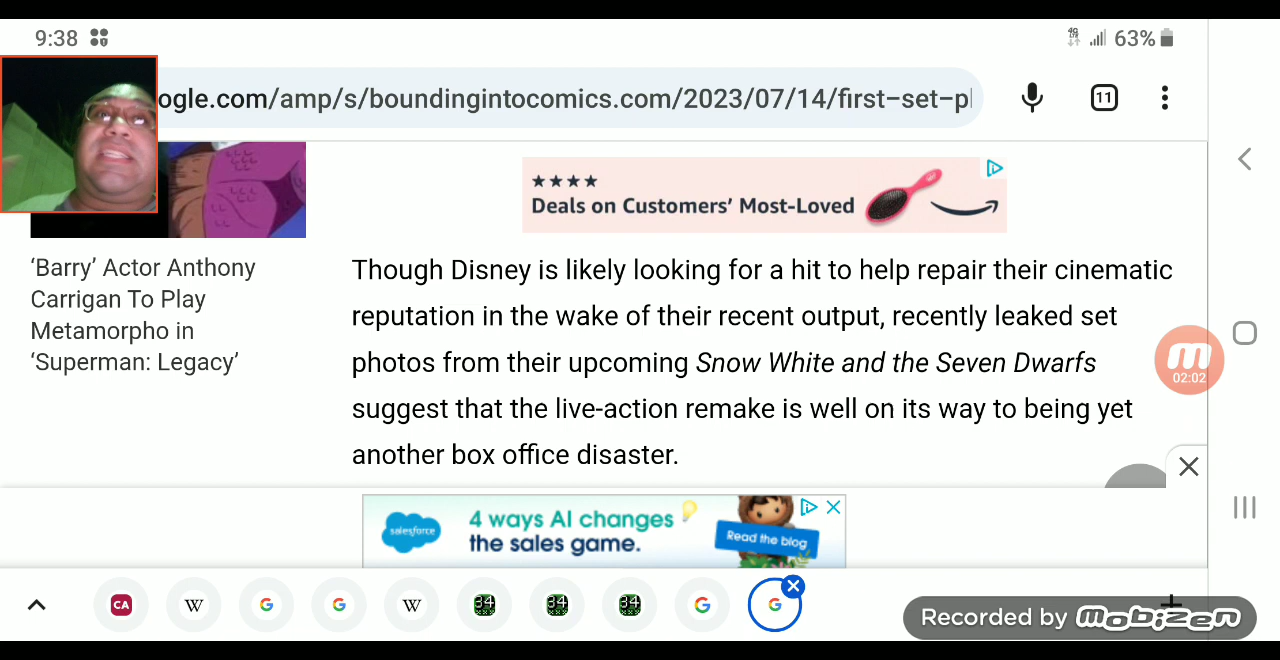 9:38
4G
63%
ogle.com/amp/s/boundingintocomics.com/2023/07/14/first-set-pl
11
★★★★
Deals on Customers' Most-Loved
'Barry' Actor Anthony
Carrigan To Play
Metamorpho in
'Superman: Legacy'
Though Disney is likely looking for a hit to help repair their cinematic
reputation in the wake of their recent output, recently leaked set
photos from their upcoming Snow White and the Seven Dwarfs
suggest that the live-action remake is well on its way to being yet
another box office disaster.
02:02
salesforce
4 ways AI changes
the sales game.
Read the blog
CA
W
G
G
W
34
34
34
G
G
Recorded by mobizen